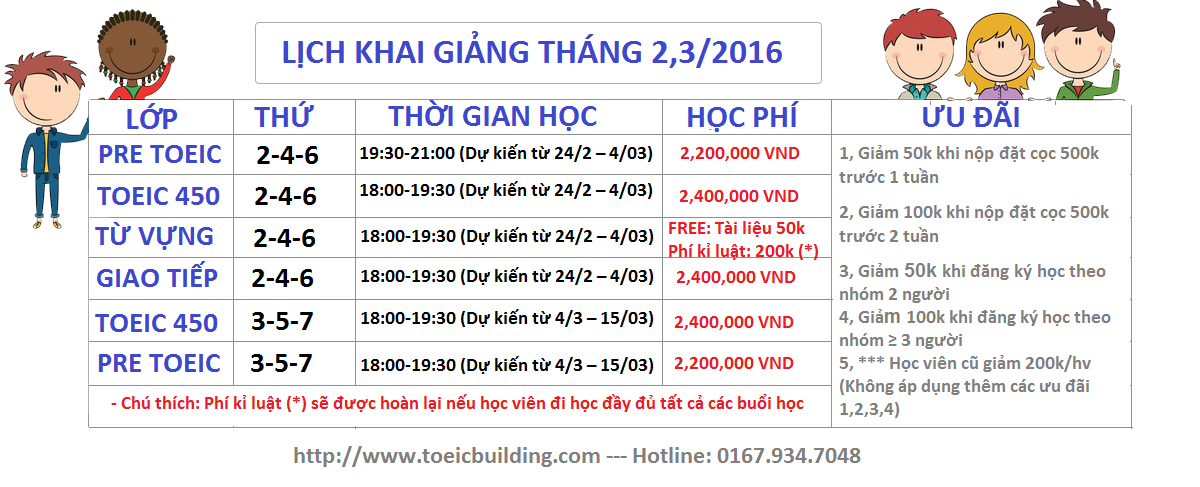 LỊCH KHAI GIẢNG THÁNG 2,3/2016
LỚP THỨ THỜI GIAN HỌC HỌC PHÍ ƯU ĐÃI
PRE TOEIC 2-4-6 19:30-21:00 (Dự kiến từ 24/2 – 4/03) 2,200,000 VND
TOEIC 450 2-4-6 18:00-19:30 (Dự kiến từ 24/2 – 4/03) 2,400,000 VND
TỪ VỰNG 2-4-6 18:00-19:30 (Dự kiến từ 24/2 – 4/03) FREE: Tài liệu 50k
Phí kỉ luật: 200k (*)
GIAO TIẾP 2-4-6 18:00-19:30 (Dự kiến từ 24/2 – 4/03) 2,400,000 VND
TOEIC 450 3-5-7 18:00-19:30 (Dự kiến từ 4/3 – 15/03) 2,400,000 VND
PRE TOEIC 3-5-7 18:00-19:30 (Dự kiến từ 4/3 – 15/03) 2,200,000 VND
- Chú thích: Phí kỉ luật (*) sẽ được hoàn lại nếu học viên đi học đầy đủ tất cả các buổi học
1, Giảm 50k khi nộp đặt cọc 500k
trước 1 tuần
2, Giảm 100k khi nộp đặt cọc 500k
trước 2 tuần
3, Giảm 50k khi đăng ký học theo
nhóm 2 người
4, Giảm 100k khi đăng ký học theo
nhóm ≥ 3 người
5, *** Học viên cũ giảm 200k/hv
(Không áp dụng thêm các ưu đãi
1,2,3,4)
http://www.toeicbuilding.com --- Hotline: 0167.934.7048